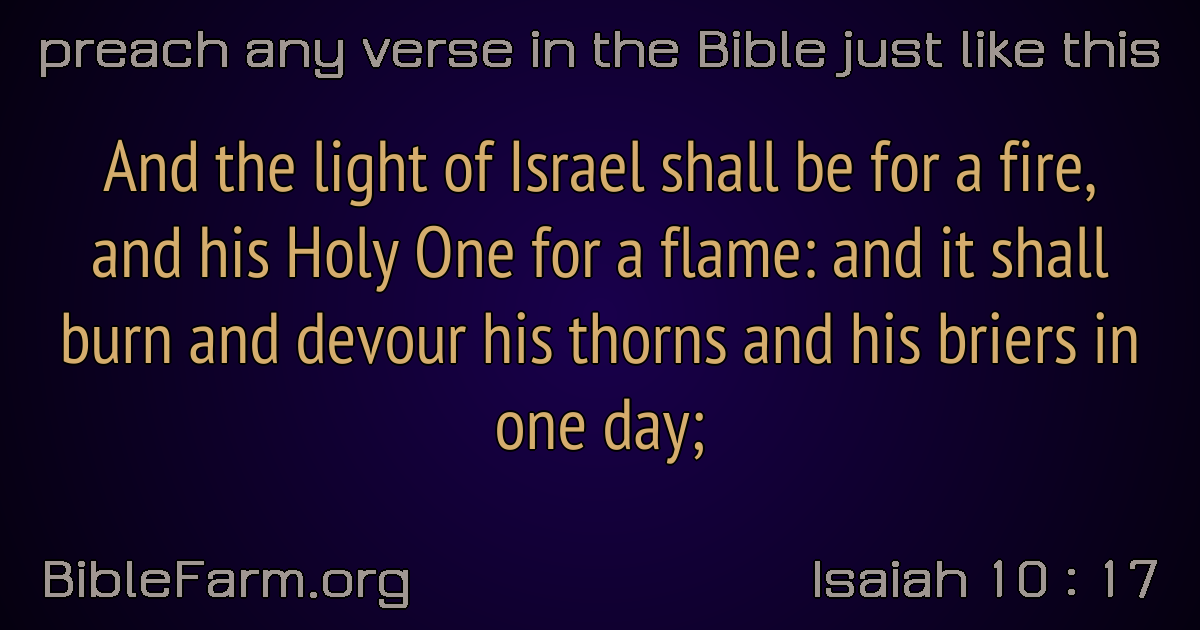 preach any verse in the Bible just like this
And the light of Israel shall be for a fire,
and his Holy One for a flame: and it shall
burn and devour his thorns and his briers in
one day;
BibleFarm.org
Isaiah 10 : 17